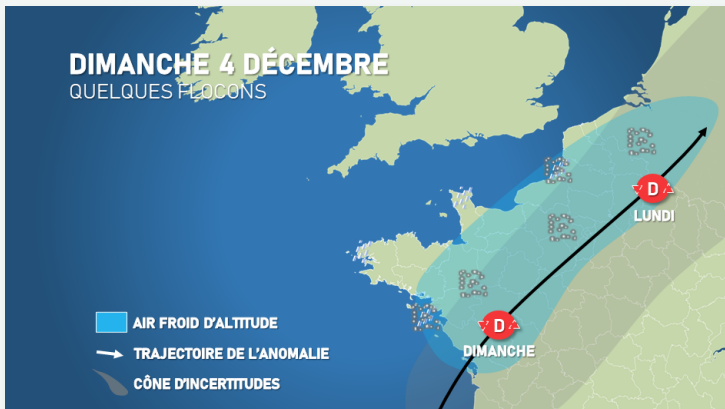 DIMANCHE 4 DÉCEMBRE
QUELQUES FLOCONS
D
LUNDI
D
DIMANCHE
AIR FROID D'ALTITUDE
TRAJECTOIRE DE L'ANOMALIE
CÔNE D'INCERTITUDES